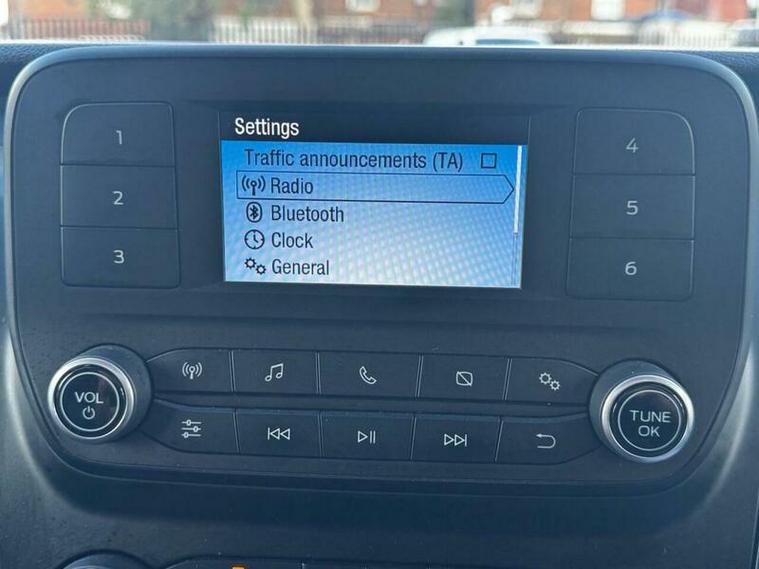 Settings
Traffic announcements (TA)
Radio
Bluetooth
Clock
General
1
2
3
4
5
6
VOL
TUNE
OK